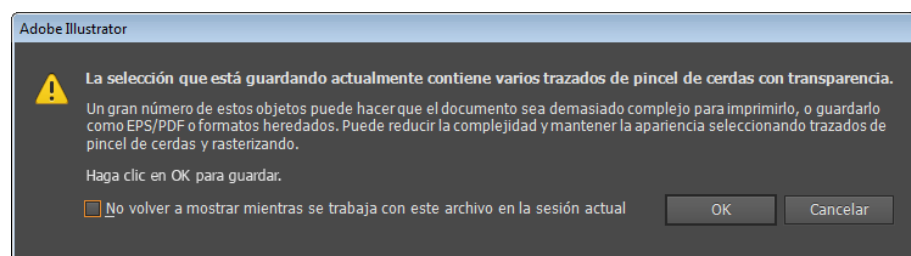 Adobe Illustrator
La selección que está guardando actualmente contiene varios trazados de pincel de cerdas con transparencia.
Un gran número de estos objetos puede hacer que el documento sea demasiado complejo para imprimirlo, o guardarlo
como EPS/PDF o formatos heredados. Puede reducir la complejidad y mantener la apariencia seleccionando trazados de
pincel de cerdas y rasterizando.
Haga clic en OK para guardar.
No volver a mostrar mientras se trabaja con este archivo en la sesión actual
OK
Cancelar